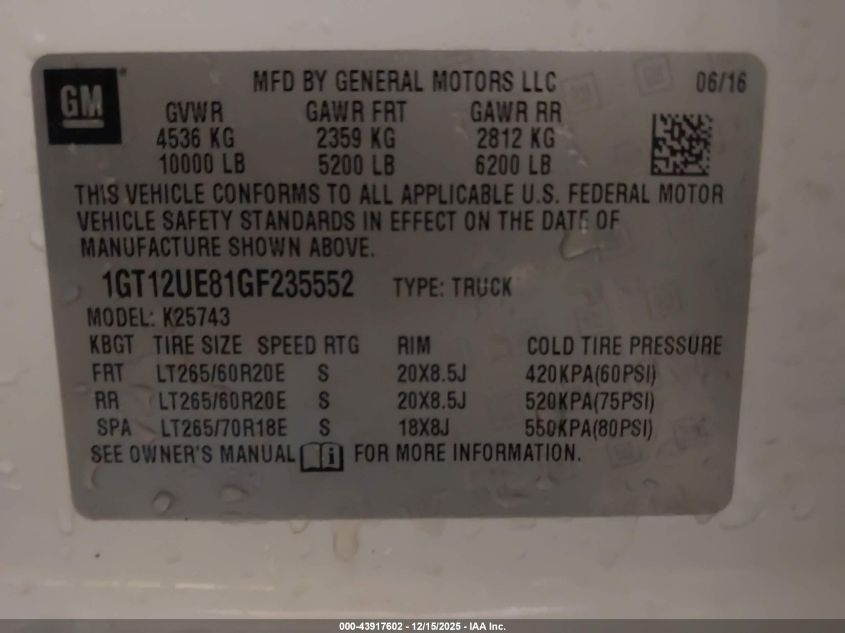 GM
MFD BY GENERAL MOTORS LLC 06/16
GVWR GAWR FRT GAWR RR
4536 KG 2359 KG 2812 KG
10000 LB 5200 LB 6200 LB
THIS VEHICLE CONFORMS TO ALL APPLICABLE U.S. FEDERAL MOTOR
VEHICLE SAFETY STANDARDS IN EFFECT ON THE DATE OF
MANUFACTURE SHOWN ABOVE.
1GT12UE81GF235552 TYPE: TRUCK
MODEL: K25743
KBGT TIRE SIZE SPEED RTG RIM COLD TIRE PRESSURE
FRT LT265/60R20E S 20X8.5J 420KPA(60PSI)
RR LT265/60R20E S 20X8.5J 520KPA(75PSI)
SPA LT265/70R18E S 18X8J 550KPA(80PSI)
SEE OWNER'S MANUAL i FOR MORE INFORMATION.
000-43917602 - 12/15/2025 - IAA Inc.